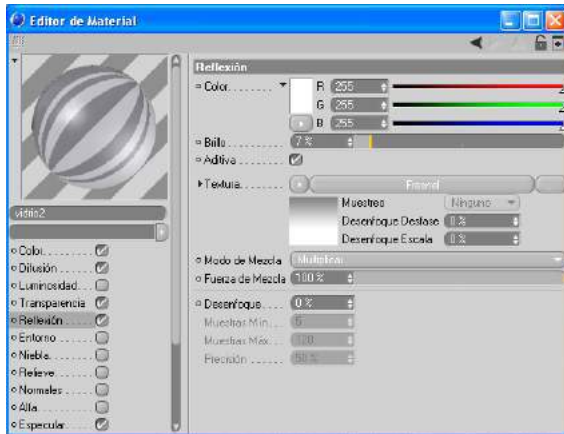 Editor de Material
Reflexión
Color R 255
G 255
B 255
Brillo 7 %
Aditiva
Textura Fresnel
Muestreo Ninguno
Desenfoque Desfase 0 %
Desenfoque Escala 0 %
Modo de Mezcla Multiplicar
Fuerza de Mezcla 100 %
Desenfoque 0 %
Muestras Mín. 5
Muestras Máx. 128
Precisión 50 %
vidrio2
Color
Difusión
Luminosidad
Transparencia
Reflexión
Entorno
Niebla
Relieve
Normales
Alfa
Especular